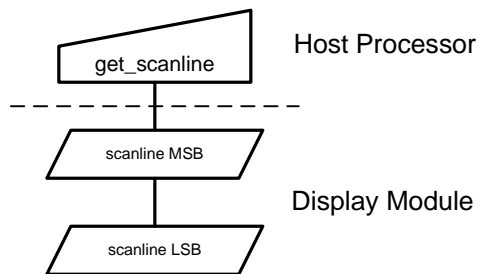 Host Processor
get_scanline
scanline MSB
Display Module
scanline LSB